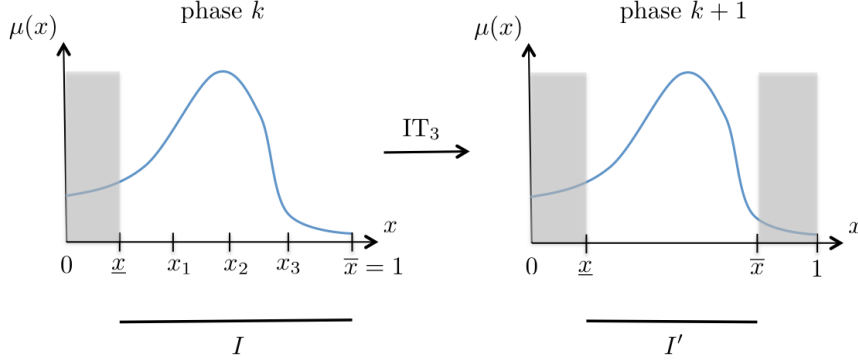 phase k
μ(x)
x
0 x̲ x₁ x₂ x₃ x̅ = 1
I
IT₃
phase k + 1
μ(x)
x
0 x̲ x̅ 1
I′